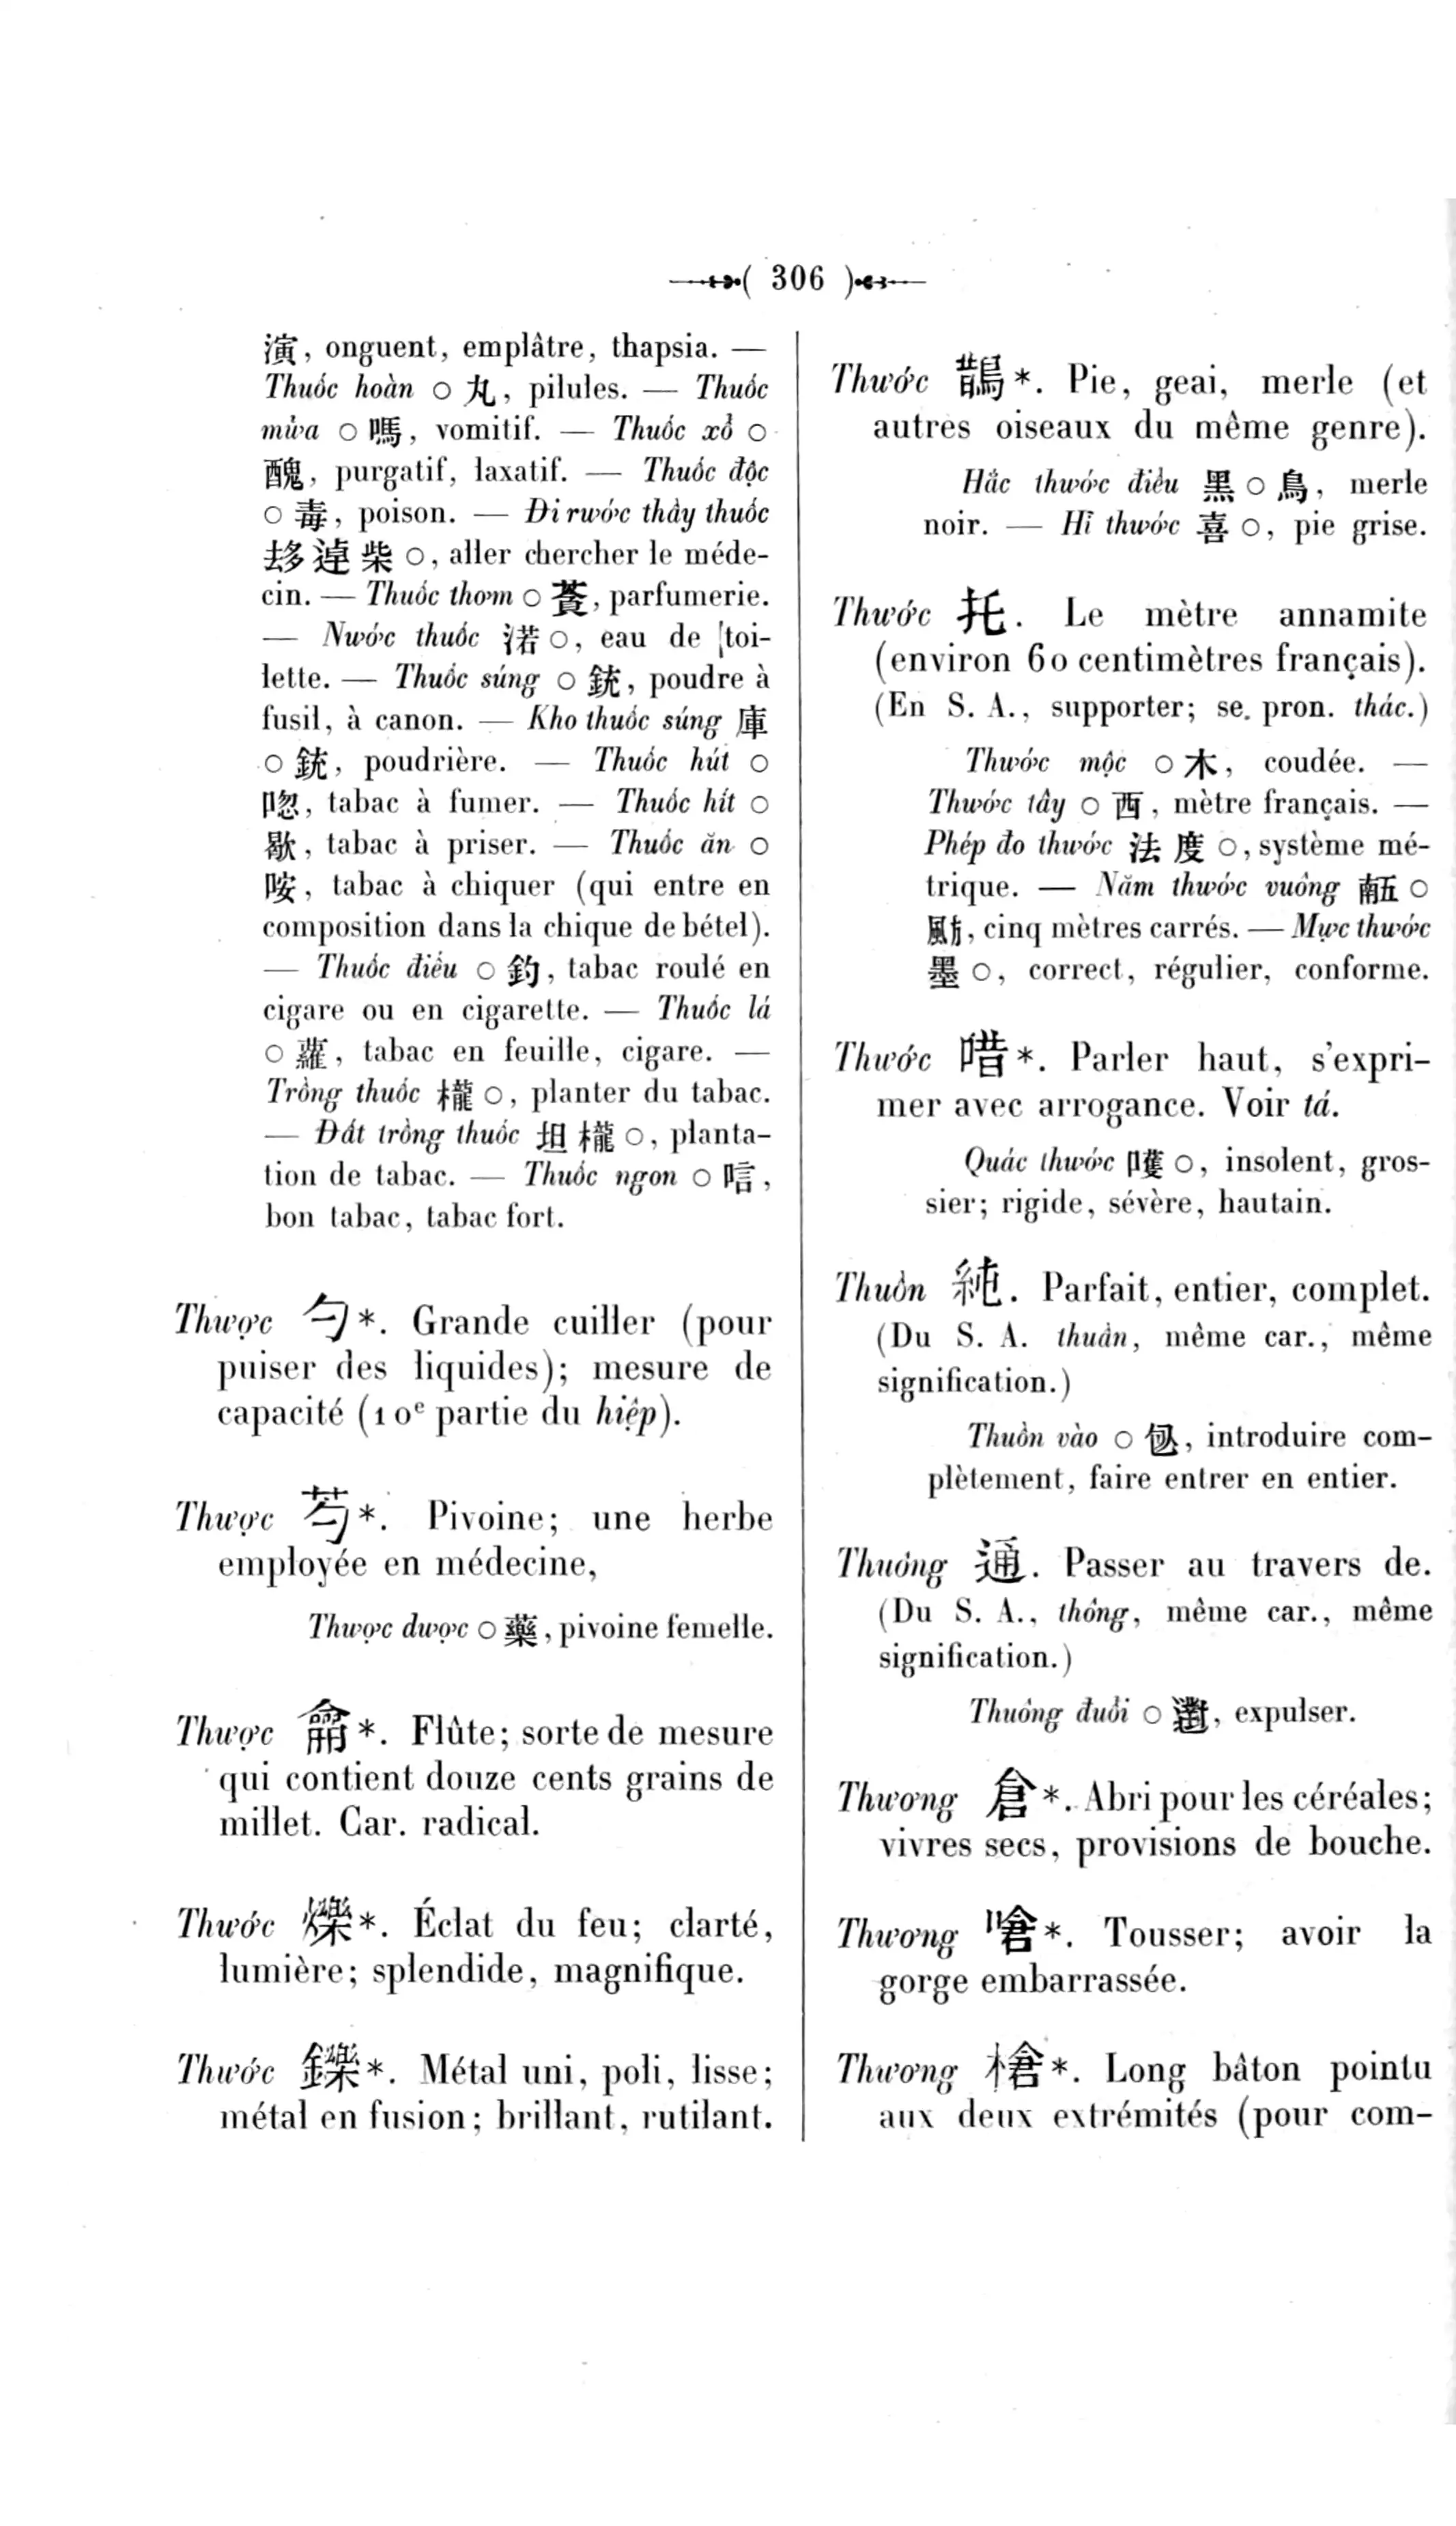 ( 306 )
演, onguent, emplâtre, thapsia. —
Thuốc hoàn ○ 丸, pilules. — Thuốc
mửa ○ 嗎, vomitif. — Thuốc xổ ○
醜, purgatif, laxatif. — Thuốc độc
○ 毒, poison. — Đi rước thầy thuốc
迻 逴 柴 ○, aller chercher le méde-
cin. — Thuốc thơm ○, parfumerie.
— Nước thuốc 渃 ○, eau de toi-
lette. — Thuốc súng ○ 銃, poudre à
fusil, à canon. — Kho thuốc súng 庫
○ 銃, poudrière. — Thuốc hút ○
唿, tabac à fumer. — Thuốc hít ○
歇, tabac à priser. — Thuốc ăn ○
咹, tabac à chiquer (qui entre en
composition dans la chique de bétel).
— Thuốc điếu ○ 釣, tabac roulé en
cigare ou en cigarette. — Thuốc lá
○ 蘿, tabac en feuille, cigare. —
Trồng thuốc 櫳 ○, planter du tabac.
— Đất trồng thuốc 坦 櫳 ○, planta-
tion de tabac. — Thuốc ngon ○ 唁,
bon tabac, tabac fort.
Thược 勺*. Grande cuiller (pour
puiser des liquides); mesure de
capacité (10e partie du hiệp).
Thược 芍*. Pivoine; une herbe
employée en médecine,
Thược dược ○ 藥, pivoine femelle.
Thược 龠*. Flûte; sorte de mesure
qui contient douze cents grains de
millet. Car. radical.
Thước 爍*. Éclat du feu; clarté,
lumière; splendide, magnifique.
Thước 鑠*. Métal uni, poli, lisse;
métal en fusion; brillant, rutilant.
Thước 鵲*. Pie, geai, merle (et
autres oiseaux du même genre).
Hắc thước điểu 黑 ○ 鳥, merle
noir. — Hỉ thước 喜 ○, pie grise.
Thước 托. Le mètre annamite
(environ 60 centimètres français).
(En S. A., supporter; se pron. thác.)
Thước mộc ○ 木, coudée. —
Thước tây ○ 西, mètre français. —
Phép đo thước 法 度 ○, système mé-
trique. — Năm thước vuông 𠄼 ○
, cinq mètres carrés. — Mực thước
墨 ○, correct, régulier, conforme.
Thước 唶*. Parler haut, s'expri-
mer avec arrogance. Voir tá.
Quác thước 嚄 ○, insolent, gros-
sier; rigide, sévère, hautain.
Thuồn 純. Parfait, entier, complet.
(Du S. A. thuần, même car., même
signification.)
Thuồn vào ○, introduire com-
plètement, faire entrer en entier.
Thuông 通. Passer au travers de.
(Du S. A., thông, même car., même
signification.)
Thuông đuổi ○, expulser.
Thương 倉*. Abri pour les céréales;
vivres secs, provisions de bouche.
Thương 嗆*. Tousser; avoir la
gorge embarrassée.
Thương 槍*. Long bâton pointu
aux deux extrémités (pour com-